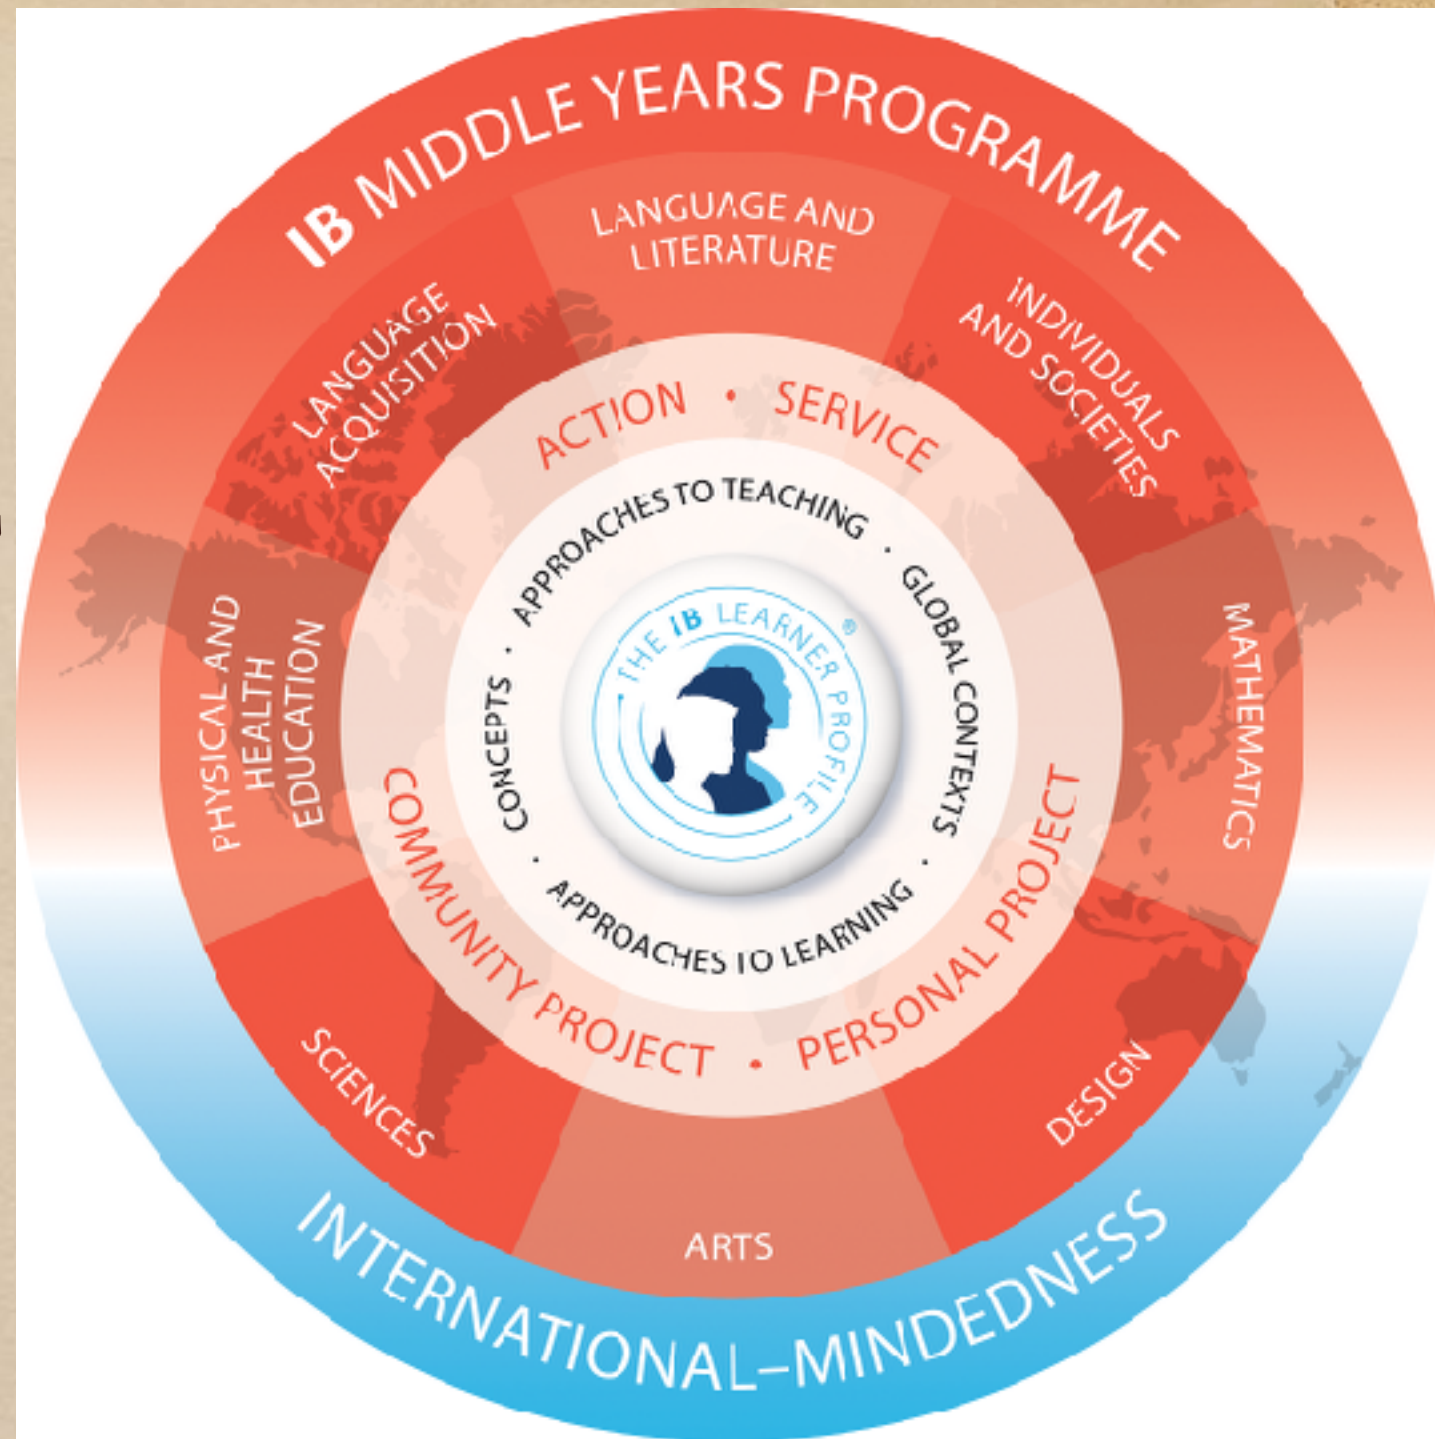 IB MIDDLE YEARS PROGRAMME
LANGUAGE AND
LITERATURE
INDIVIDUALS
AND SOCIETIES
MATHEMATICS
DESIGN
ARTS
SCIENCES
PHYSICAL AND
HEALTH
EDUCATION
LANGUAGE
ACQUISITION
ACTION • SERVICE
PERSONAL PROJECT
•
COMMUNITY PROJECT
APPROACHES TO TEACHING
· GLOBAL CONTEXTS ·
APPROACHES TO LEARNING
· CONCEPTS ·
THE IB LEARNER PROFILE ®
INTERNATIONAL–MINDEDNESS